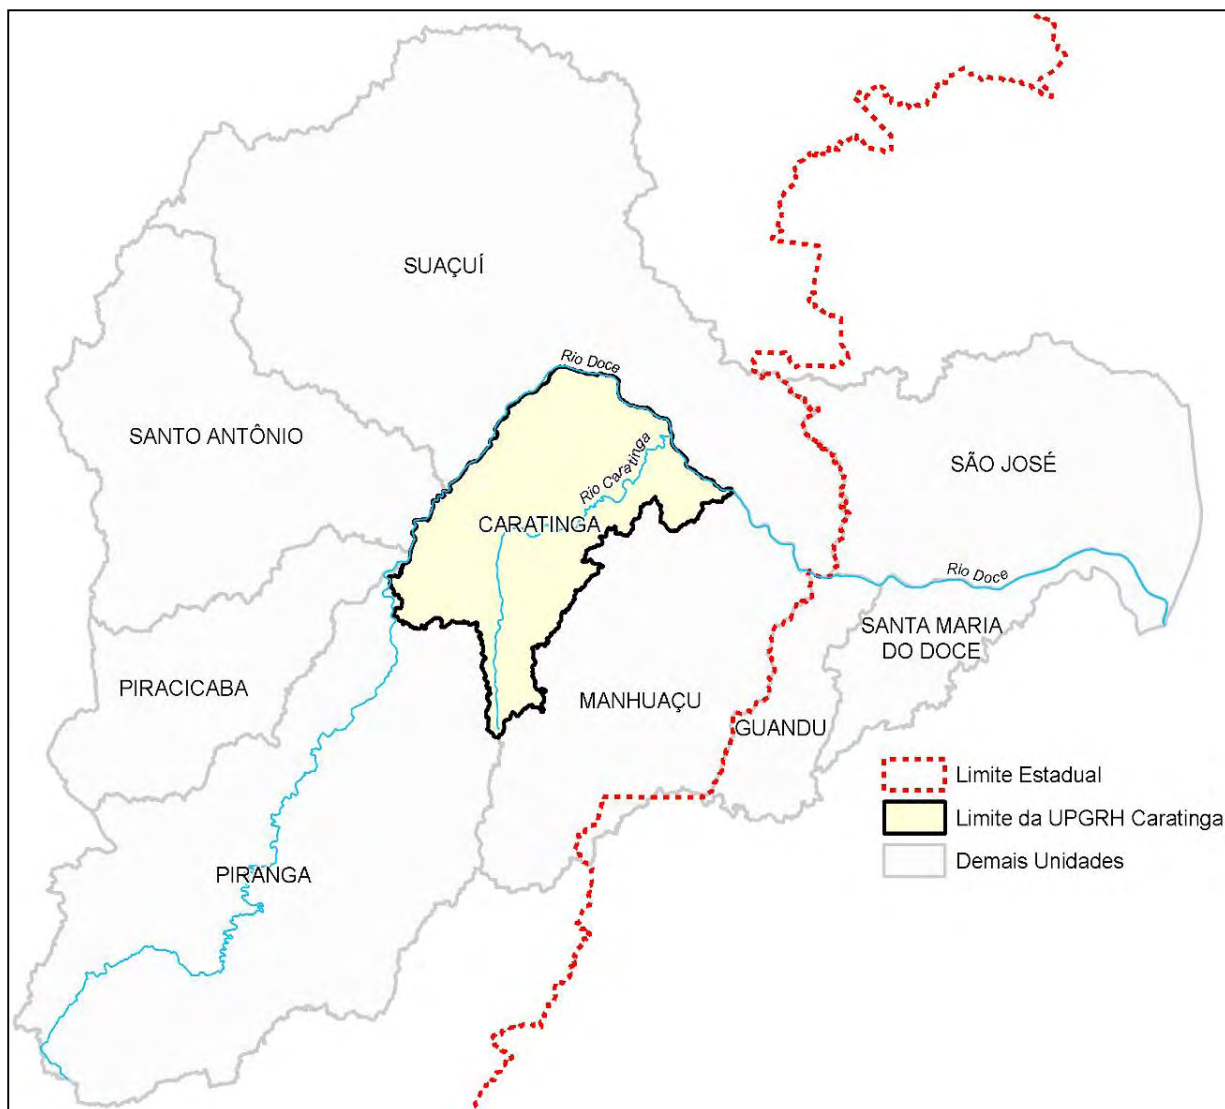 SUAÇUÍ
Rio Doce
SANTO ANTÔNIO
Rio Caratinga
SÃO JOSÉ
CARATINGA
Rio Doce
SANTA MARIA
DO DOCE
PIRACICABA
MANHUAÇU
GUANDU
Limite Estadual
Limite da UPGRH Caratinga
Demais Unidades
PIRANGA